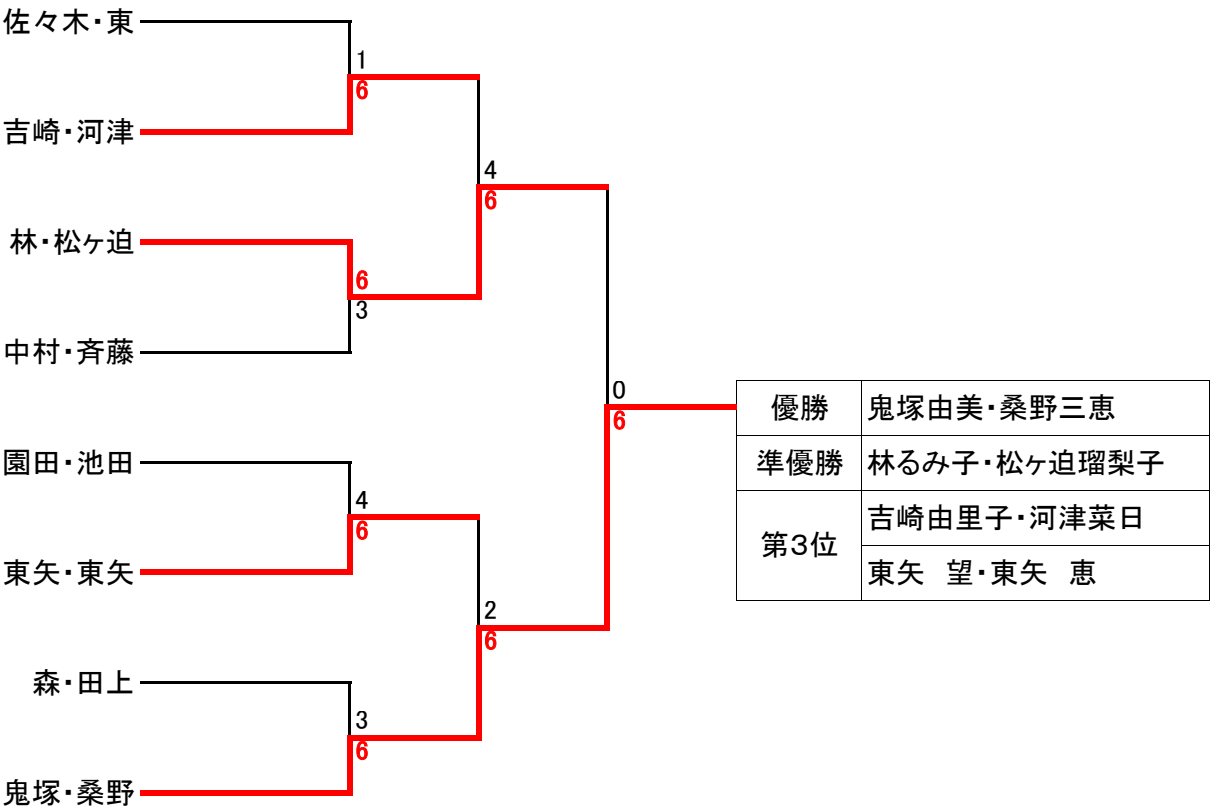 佐々木・東
1
6
吉崎・河津
4
6
林・松ヶ迫
6
3
中村・斉藤
0
6
優勝 鬼塚由美・桑野三恵
準優勝 林るみ子・松ヶ迫瑠梨子
第3位 吉崎由里子・河津菜日
東矢　望・東矢　恵
園田・池田
4
6
東矢・東矢
2
6
森・田上
3
6
鬼塚・桑野